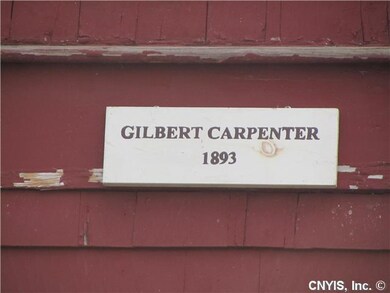 GILBERT CARPENTER
1893
CNYIS, Inc. ©